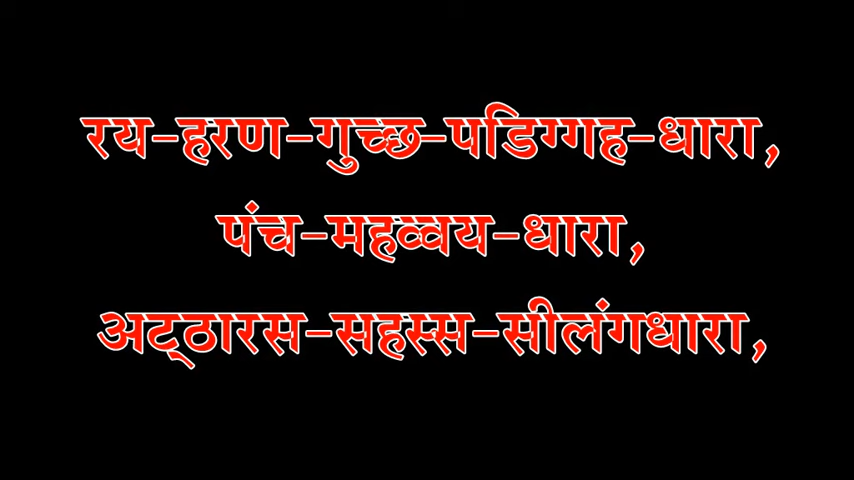 रय-हरण-गुच्छ-पडिग्गह-धारा,
पंच-महव्वय-धारा,
अट्ठारस-सहस्स-सीलंगधारा,